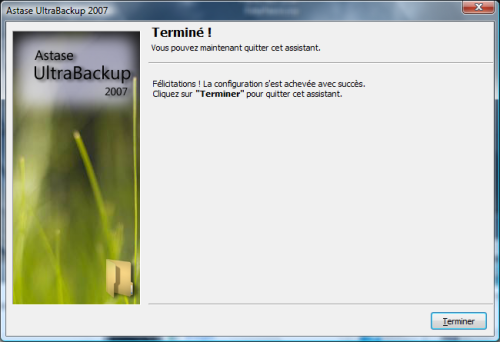 Astase UltraBackup 2007
Terminé !
Vous pouvez maintenant quitter cet assistant.
Astase
UltraBackup
2007
Félicitations ! La configuration s'est achevée avec succès.
Cliquez sur "Terminer" pour quitter cet assistant.
Terminer